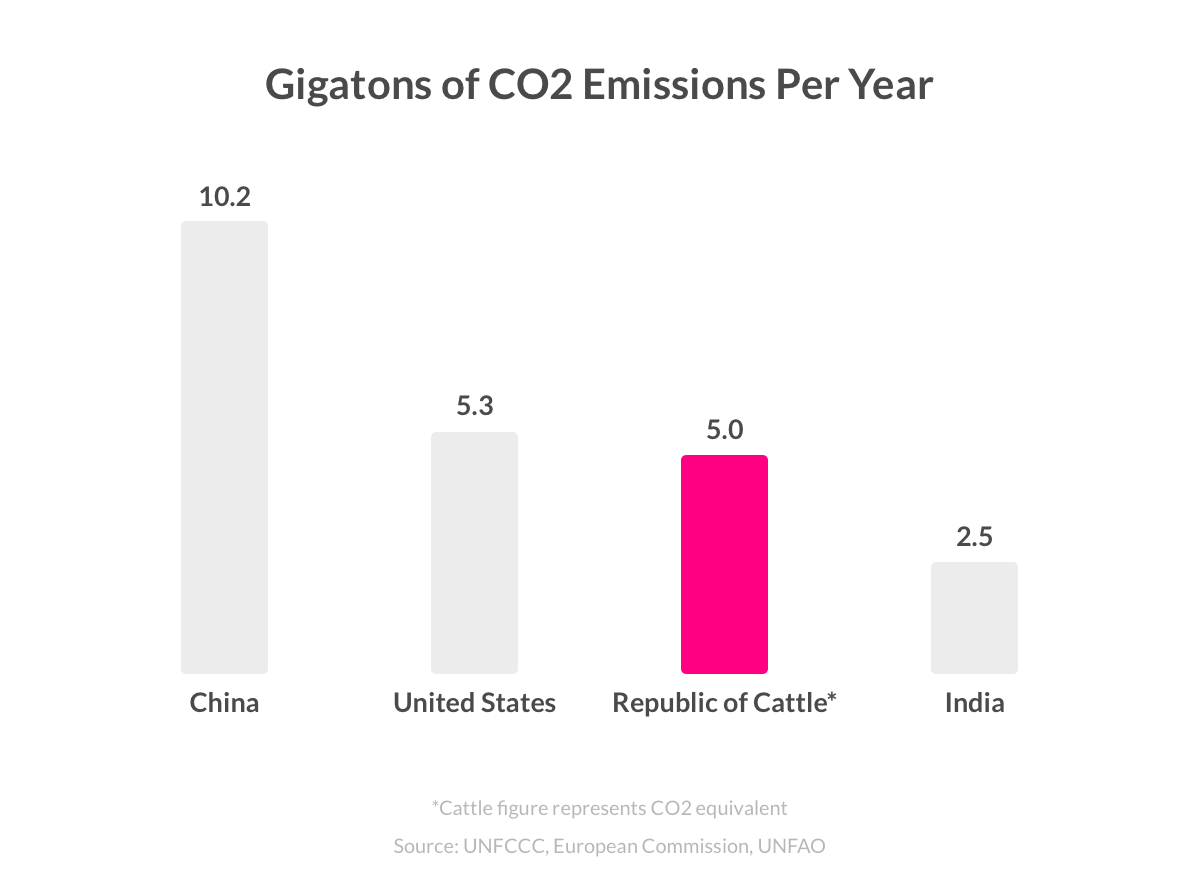 Gigatons of CO2 Emissions Per Year
10.2
5.3
5.0
2.5
China
United States
Republic of Cattle*
India
*Cattle figure represents CO2 equivalent
Source: UNFCCC, European Commission, UNFAO